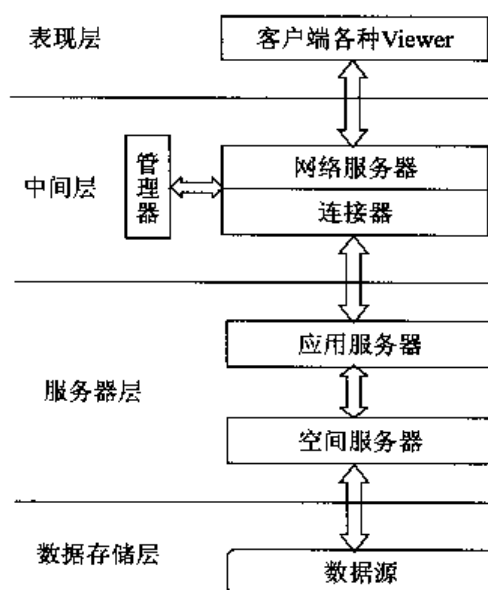 表现层
客户端各种Viewer
中间层
管理器
网络服务器
连接器
服务器层
应用服务器
空间服务器
数据存储层
数据源